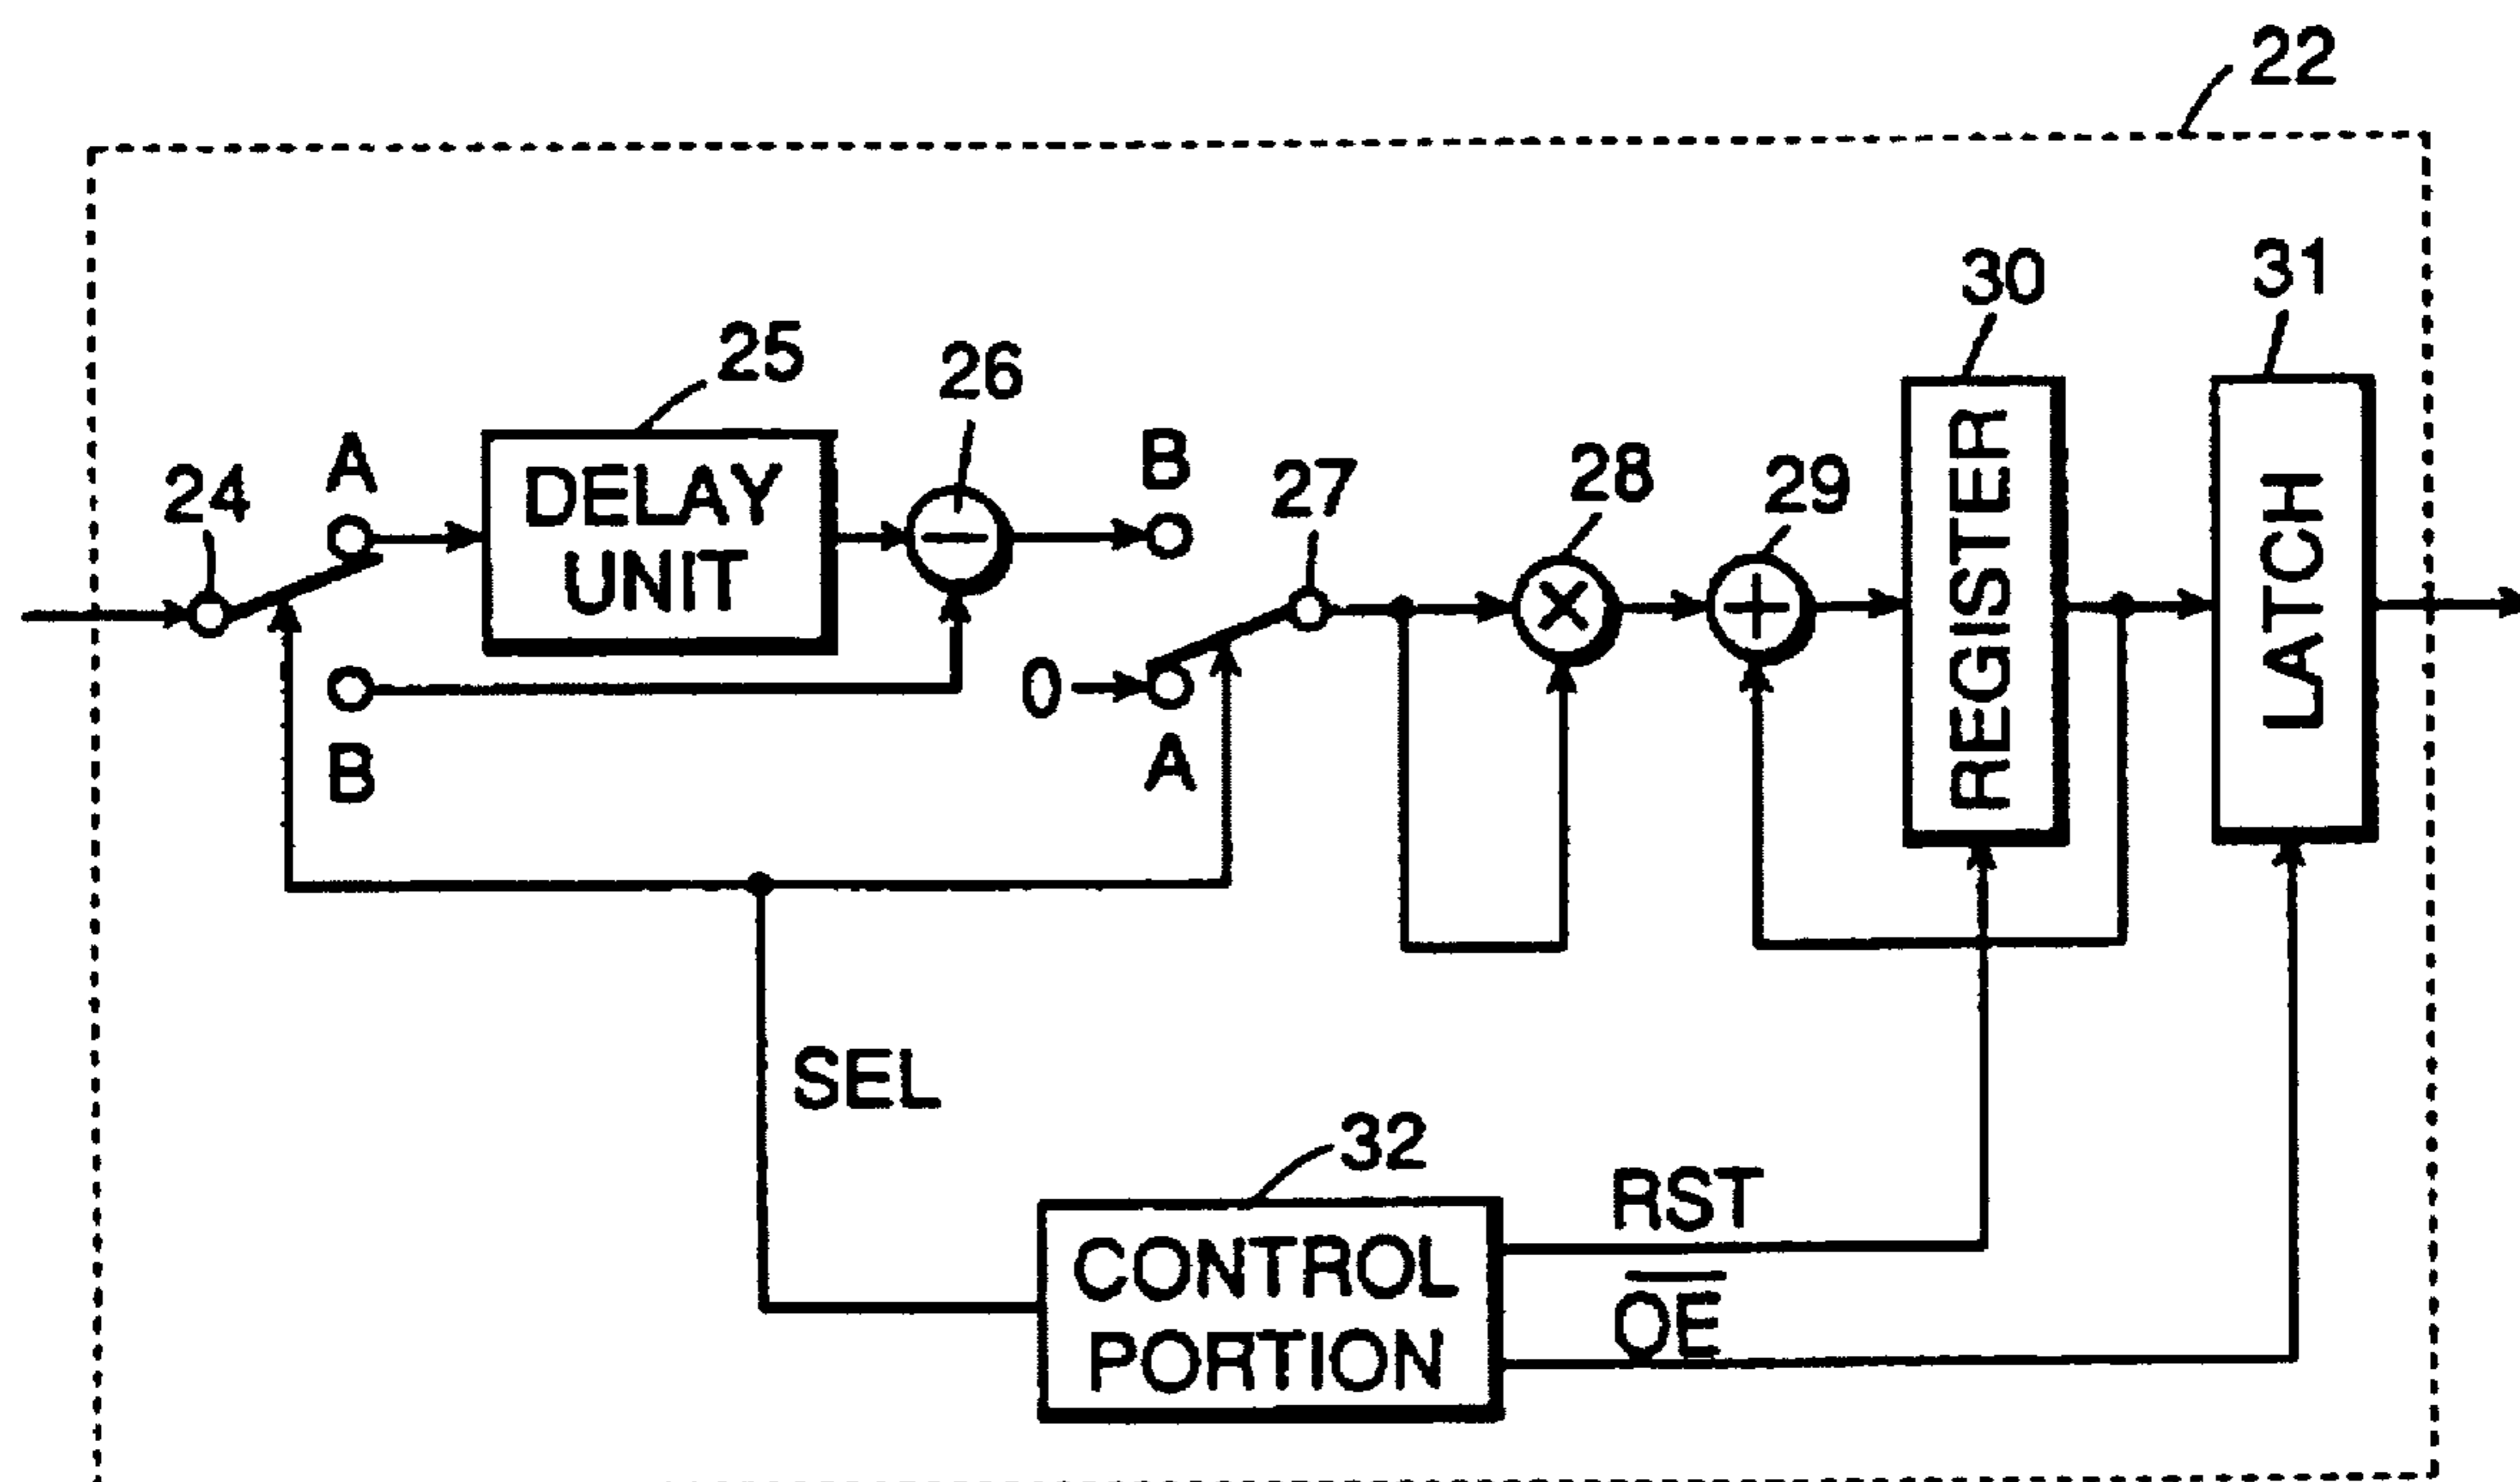 22
30
31
25
26
A
B
24
27
28
29
DELAY
UNIT
REGISTER
LATCH
0
B
A
SEL
32
RST
CONTROL
PORTION
OE